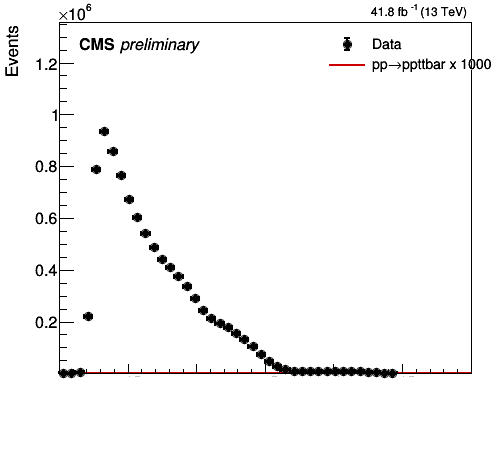 ×10⁶
41.8 fb⁻¹ (13 TeV)
Events
CMS preliminary
Data
pp→ppttbar x 1000
1.2
1
0.8
0.6
0.4
0.2